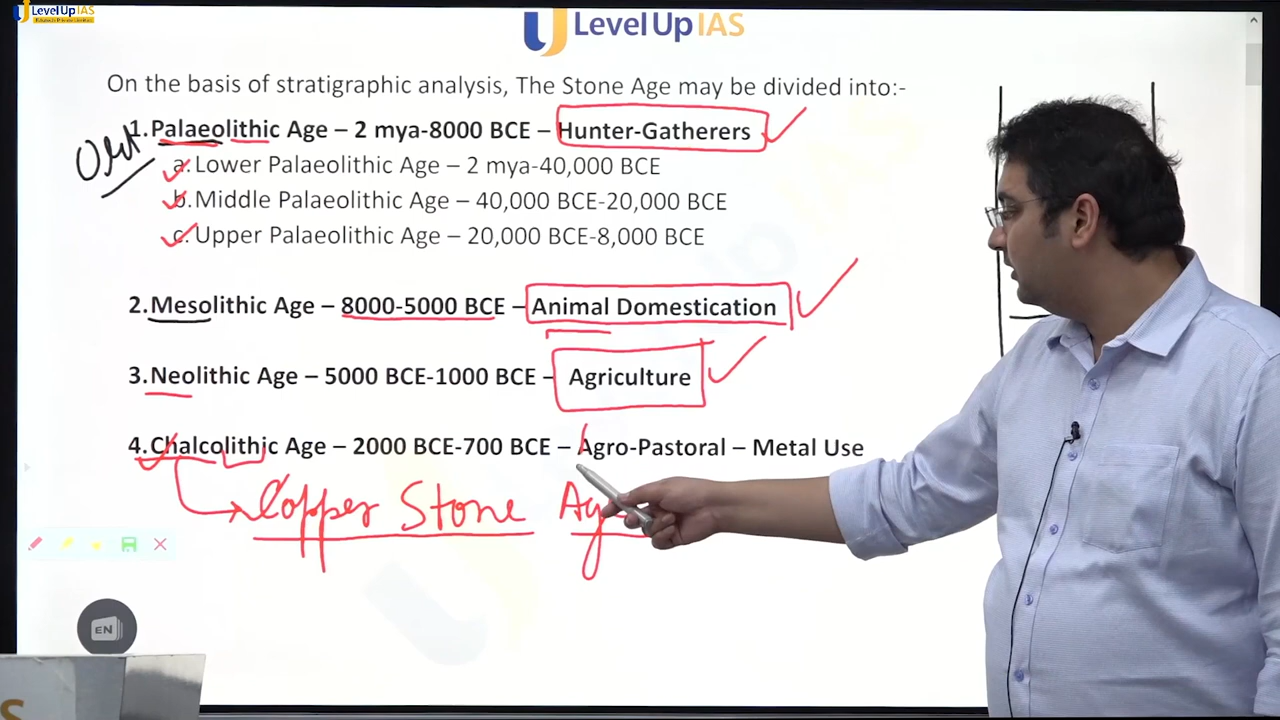 LevelUp IAS
LevelUp IAS
On the basis of stratigraphic analysis, The Stone Age may be divided into:-
1.Palaeolithic Age – 2 mya-8000 BCE – Hunter-Gatherers
a.Lower Palaeolithic Age – 2 mya-40,000 BCE
b.Middle Palaeolithic Age – 40,000 BCE-20,000 BCE
c.Upper Palaeolithic Age – 20,000 BCE-8,000 BCE
2.Mesolithic Age – 8000-5000 BCE – Animal Domestication
3.Neolithic Age – 5000 BCE-1000 BCE – Agriculture
4.Chalcolithic Age – 2000 BCE-700 BCE – Agro-Pastoral – Metal Use
Copper Stone
EN